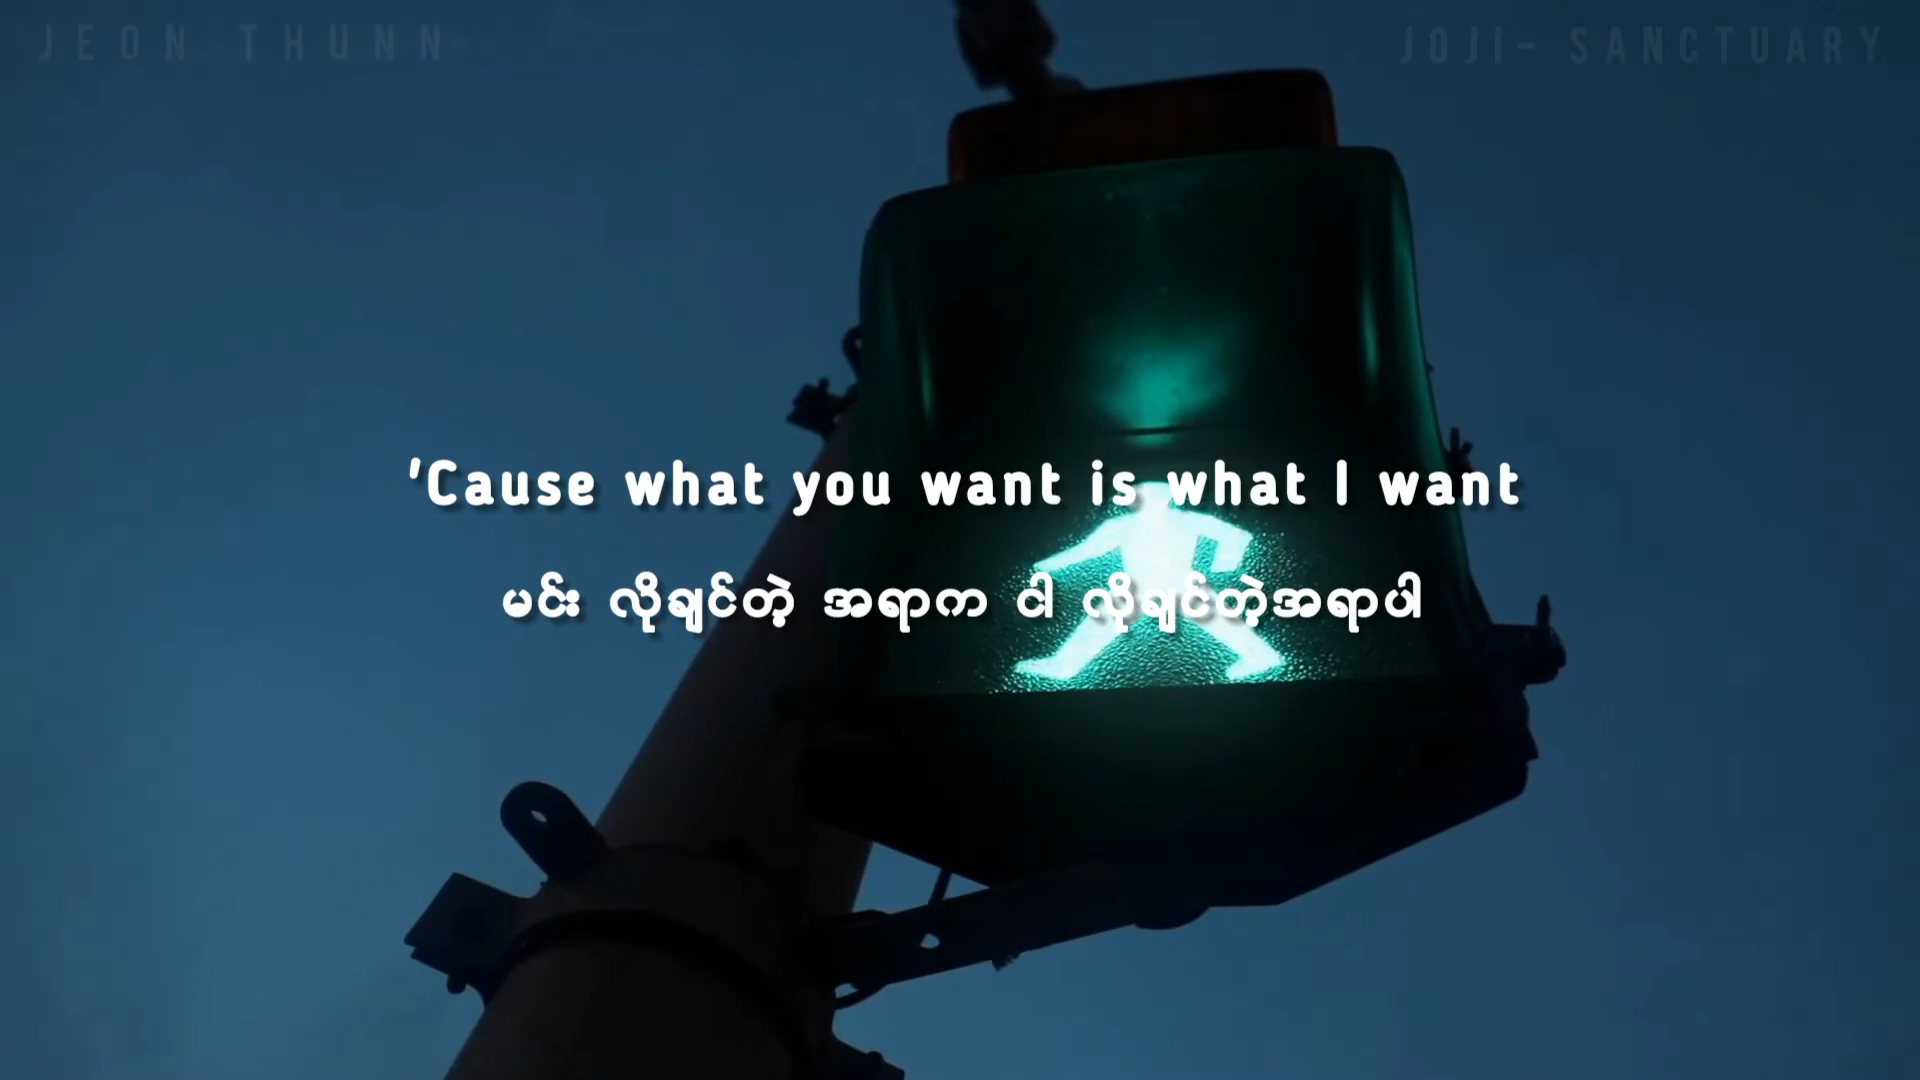 JEON THUNN
JOJI- SANCTUARY
'Cause what you want is what I want
မင်း လိုချင်တဲ့ အရာက ငါ လိုချင်တဲ့အရာပါ